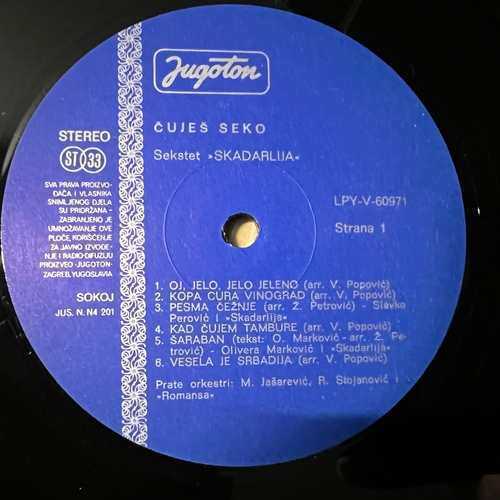 Jugoton
ČUJEŠ SEKO
Sekstet »SKADARLIJA«
STEREO
ST 33
SVA PRAVA PROIZVO-
ĐAČA I VLASNIKA
SNIMLJENOG DJELA
SU PRIDRŽANA-
ZABRANJENO JE
UMNOŽAVANJE OVE
PLOČE, KORIŠĆENJE
ZA JAVNO IZVOĐE-
NJE I RADIO-DIFUZIJU
PROIZVEO-JUGOTON-
ZAGREB, YUGOSLAVIA
SOKOJ
JUS. N. N4 201
LPY-V-60971
Strana 1
1. OJ, JELO, JELO JELENO (arr. V. Popović)
2. KOPA CURA VINOGRAD (arr. V. Popović)
3. PESMA ČEŽNJE (arr. Ž. Petrović) - Slavko
Perović i »Skadarlija«
4. KAD ČUJEM TAMBURE (arr. V. Popović)
5. ŠARABAN (tekst: O. Marković - arr. Ž. Pe-
trović) - Olivera Marković i »Skadarlija«
6. VESELA JE SRBADIJA (arr. V. Popović)
Prate orkestri: M. Jašarević, R. Stojanović i
»Romansa«